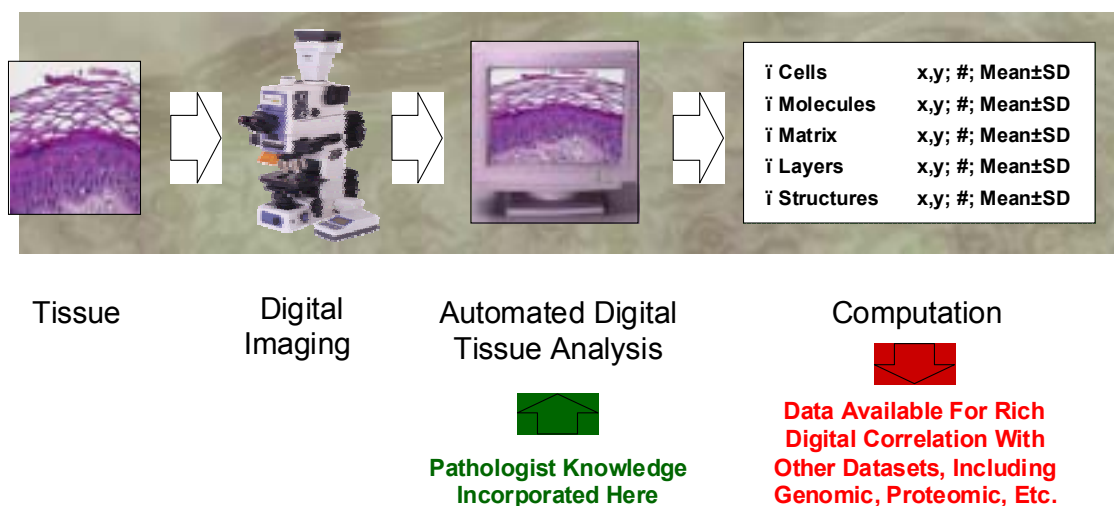 ï Cells x,y; #; Mean±SD
ï Molecules x,y; #; Mean±SD
ï Matrix x,y; #; Mean±SD
ï Layers x,y; #; Mean±SD
ï Structures x,y; #; Mean±SD
Tissue
Digital
Imaging
Automated Digital
Tissue Analysis
Computation
Pathologist Knowledge
Incorporated Here
Data Available For Rich
Digital Correlation With
Other Datasets, Including
Genomic, Proteomic, Etc.